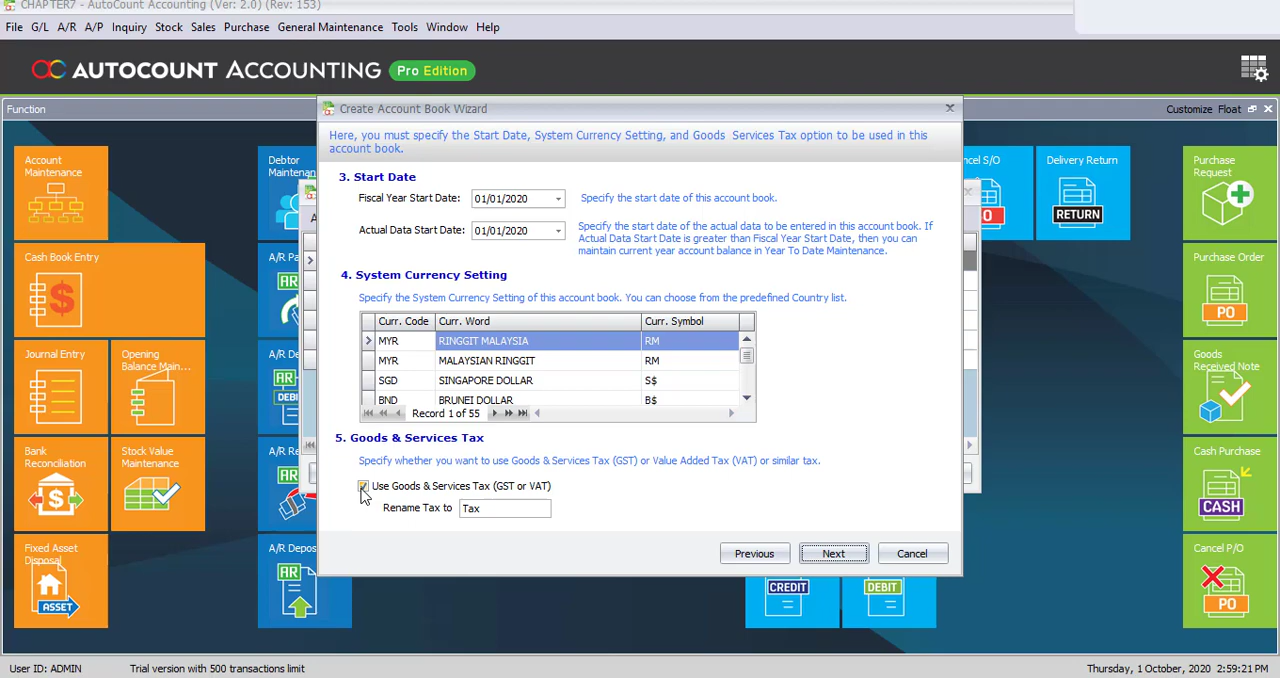 CHAPTER7 - AutoCount Accounting (Ver: 2.0) (Rev: 153)
File G/L A/R A/P Inquiry Stock Sales Purchase General Maintenance Tools Window Help
AUTOCOUNT ACCOUNTING Pro Edition
Function
Customize Float
Account
Maintenance
Cash Book Entry
Journal Entry
Opening
Balance Main...
Bank
Reconciliation
Stock Value
Maintenance
Fixed Asset
Disposal
ASSET
Debtor
Maintenan
A/R Pa
AR
A/R De
AR
DEBI
A/R Re
AR
A/R Depos
AR
Create Account Book Wizard
Here, you must specify the Start Date, System Currency Setting, and Goods Services Tax option to be used in this
account book.
3. Start Date
Fiscal Year Start Date: 01/01/2020 Specify the start date of this account book.
Actual Data Start Date: 01/01/2020
Specify the start date of the actual data to be entered in this account book. If
Actual Data Start Date is greater than Fiscal Year Start Date, then you can
maintain current year account balance in Year To Date Maintenance.
4. System Currency Setting
Specify the System Currency Setting of this account book. You can choose from the predefined Country list.
Curr. Code Curr. Word Curr. Symbol
MYR RINGGIT MALAYSIA RM
MYR MALAYSIAN RINGGIT RM
SGD SINGAPORE DOLLAR S$
BND BRUNEI DOLLAR B$
Record 1 of 55
5. Goods & Services Tax
Specify whether you want to use Goods & Services Tax (GST) or Value Added Tax (VAT) or similar tax.
Use Goods & Services Tax (GST or VAT)
Rename Tax to Tax
Previous Next Cancel
CREDIT
DEBIT
ncel S/O
Delivery Return
RETURN
Purchase
Request
Purchase Order
PO
Goods
Received Note
Cash Purchase
CASH
Cancel P/O
PO
User ID: ADMIN Trial version with 500 transactions limit Thursday, 1 October, 2020 2:59:21 PM